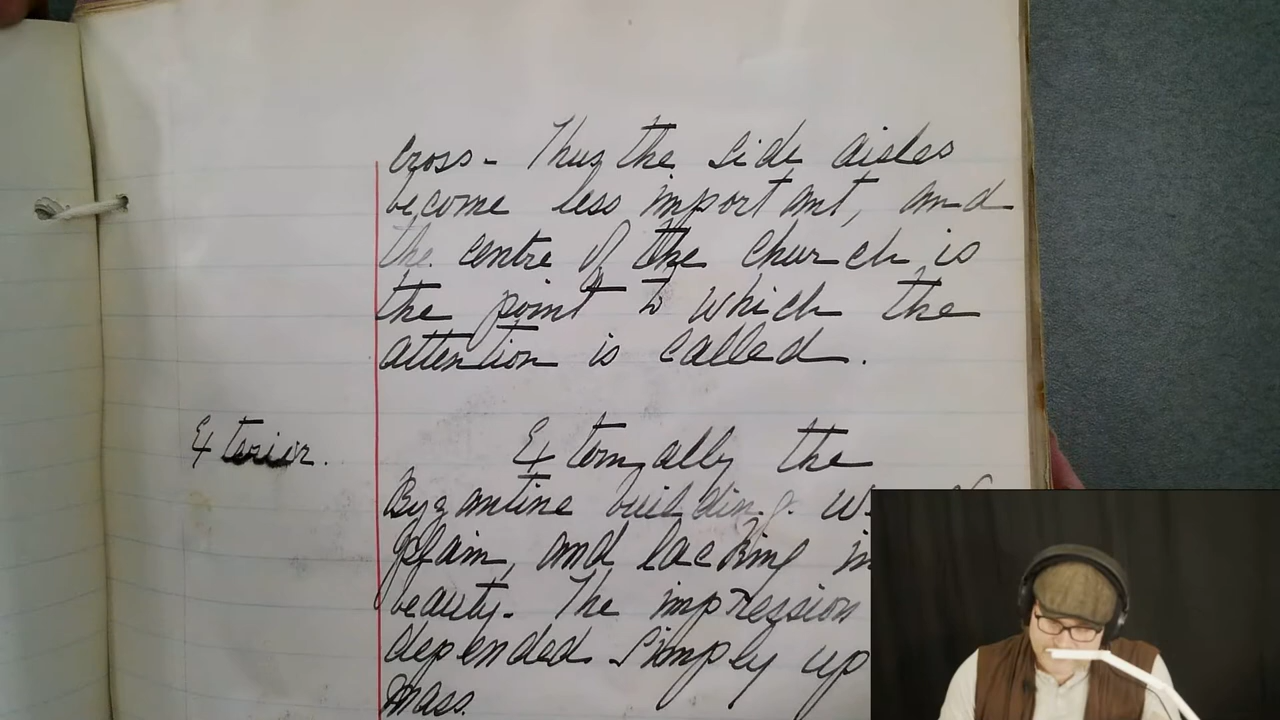 cross - Thus the side aisles
become less important, and
the centre of the church is
the point to which the
attention is called.
Exterior.
Externally the
Byzantine building
plain, and lacking in
beauty. The impression
depended simply up
mass.